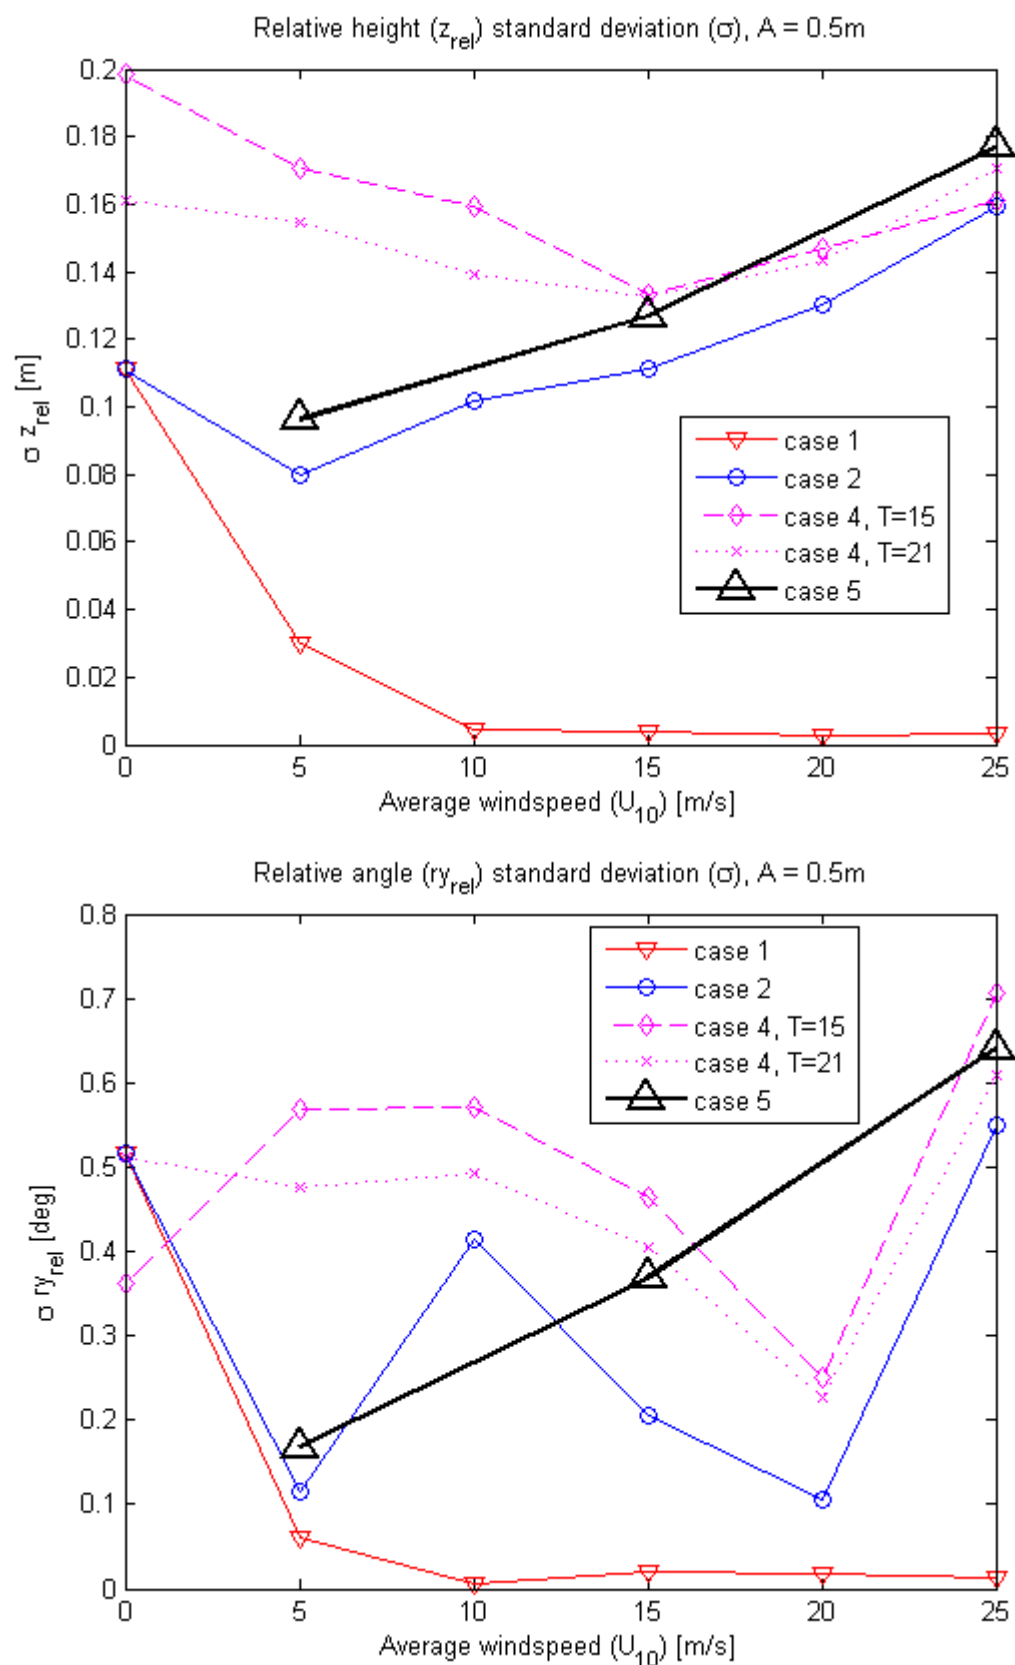 Relative height (z_rel) standard deviation (σ), A = 0.5m
0.2
0.18
0.16
0.14
0.12
0.1
0.08
0.06
0.04
0.02
0
σ z_rel [m]
case 1
case 2
case 4, T=15
case 4, T=21
case 5
0 5 10 15 20 25
Average windspeed (U_10) [m/s]
Relative angle (ry_rel) standard deviation (σ), A = 0.5m
0.8
0.7
0.6
0.5
0.4
0.3
0.2
0.1
0
σ ry_rel [deg]
case 1
case 2
case 4, T=15
case 4, T=21
case 5
0 5 10 15 20 25
Average windspeed (U_10) [m/s]